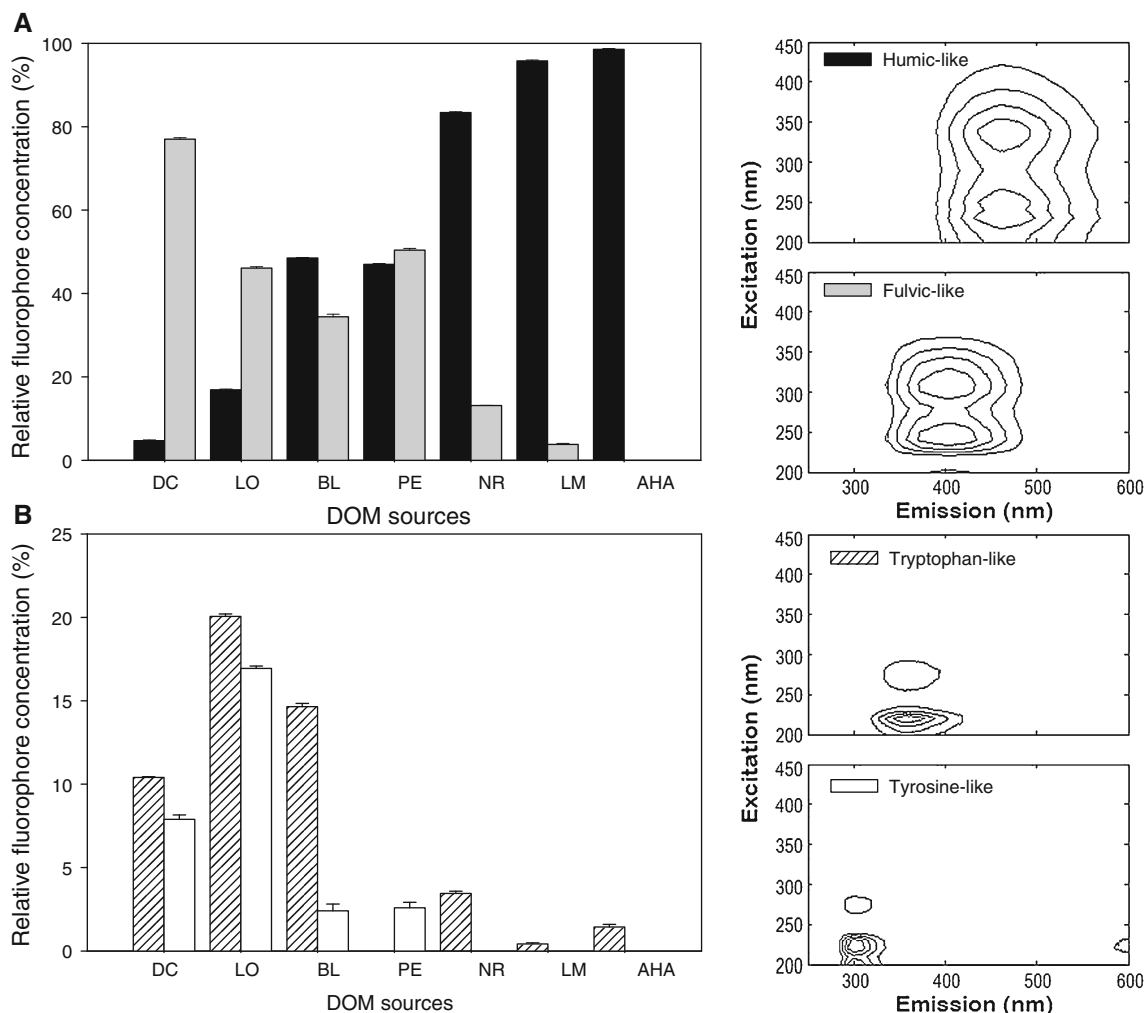 A
Relative fluorophore concentration (%)
100
80
60
40
20
0
DC LO BL PE NR LM AHA
DOM sources
Excitation (nm)
450
400
350
300
250
200
Humic-like
450
400
350
300
250
200
Fulvic-like
300 400 500 600
Emission (nm)
B
Relative fluorophore concentration (%)
25
20
15
10
5
0
DC LO BL PE NR LM AHA
DOM sources
Excitation (nm)
450
400
350
300
250
200
Tryptophan-like
450
400
350
300
250
200
Tyrosine-like
300 400 500 600
Emission (nm)